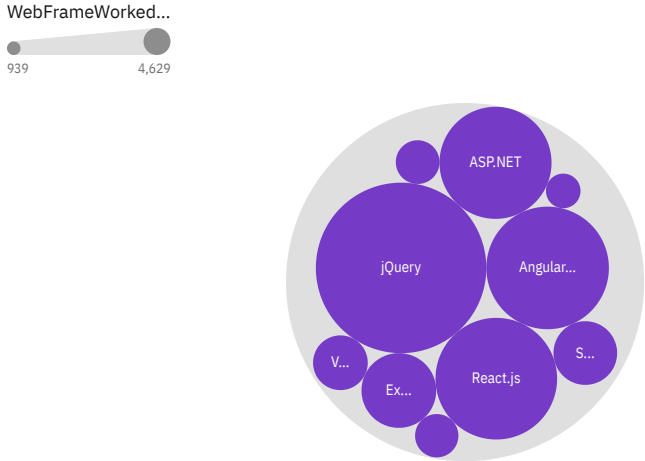 WebFrameWorked...
939 4,629
ASP.NET
jQuery
Angular...
V...
Ex...
React.js
S...